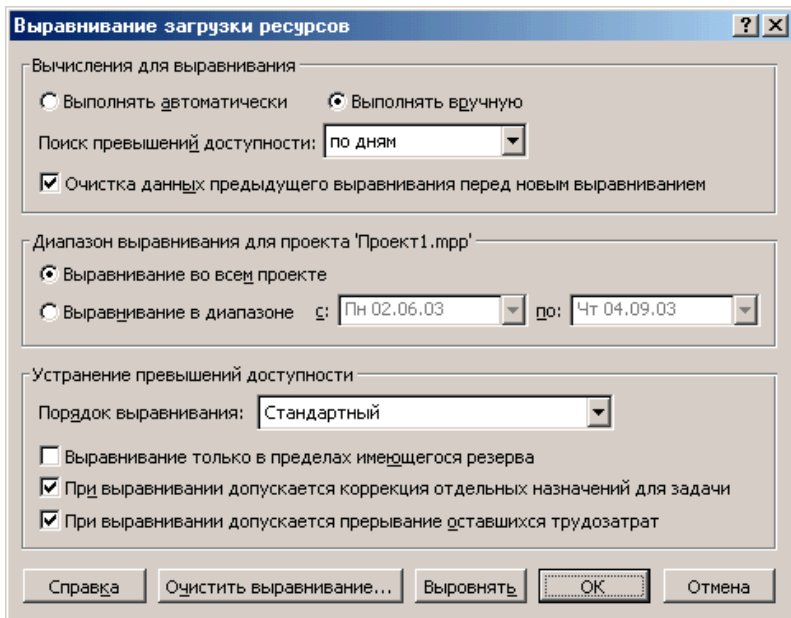 Выравнивание загрузки ресурсов
Вычисления для выравнивания
Выполнять автоматически Выполнять вручную
Поиск превышений доступности: по дням
Очистка данных предыдущего выравнивания перед новым выравниванием
Диапазон выравнивания для проекта 'Проект1.mpp'
Выравнивание во всем проекте
Выравнивание в диапазоне с: Пн 02.06.03 по: Чт 04.09.03
Устранение превышений доступности
Порядок выравнивания: Стандартный
Выравнивание только в пределах имеющегося резерва
При выравнивании допускается коррекция отдельных назначений для задачи
При выравнивании допускается прерывание оставшихся трудозатрат
Справка Очистить выравнивание... Выровнять ОК Отмена